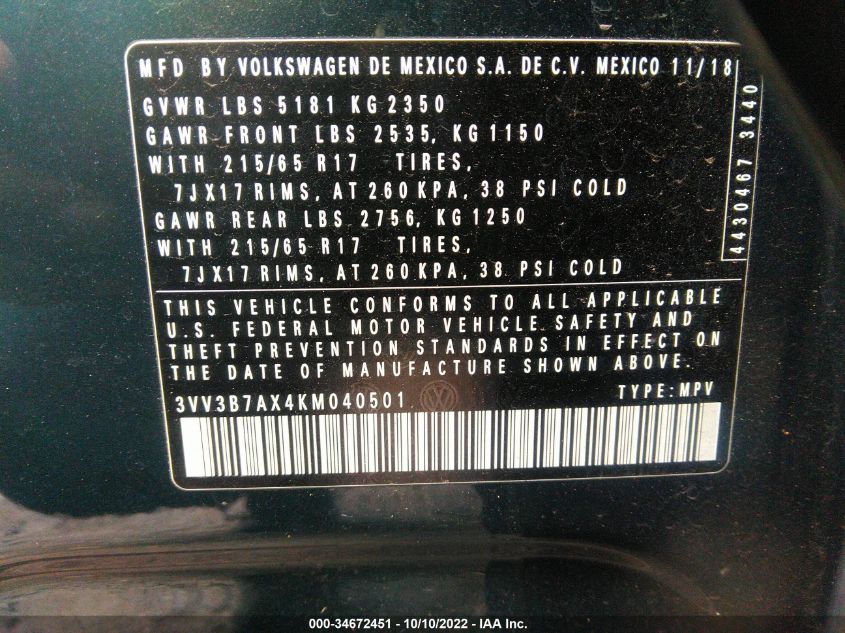 MFD BY VOLKSWAGEN DE MEXICO S.A. DE C.V. MEXICO 11/18
GVWR LBS 5181 KG 2350
GAWR FRONT LBS 2535, KG 1150
WITH 215/65 R17 TIRES,
7JX17 RIMS, AT 260 KPA, 38 PSI COLD
GAWR REAR LBS 2756, KG 1250
WITH 215/65 R17 TIRES,
7JX17 RIMS, AT 260 KPA, 38 PSI COLD
4430467 3440
THIS VEHICLE CONFORMS TO ALL APPLICABLE
U.S. FEDERAL MOTOR VEHICLE SAFETY AND
THEFT PREVENTION STANDARDS IN EFFECT ON
THE DATE OF MANUFACTURE SHOWN ABOVE.
3VV3B7AX4KM040501 TYPE: MPV
000-34672451 - 10/10/2022 - IAA Inc.